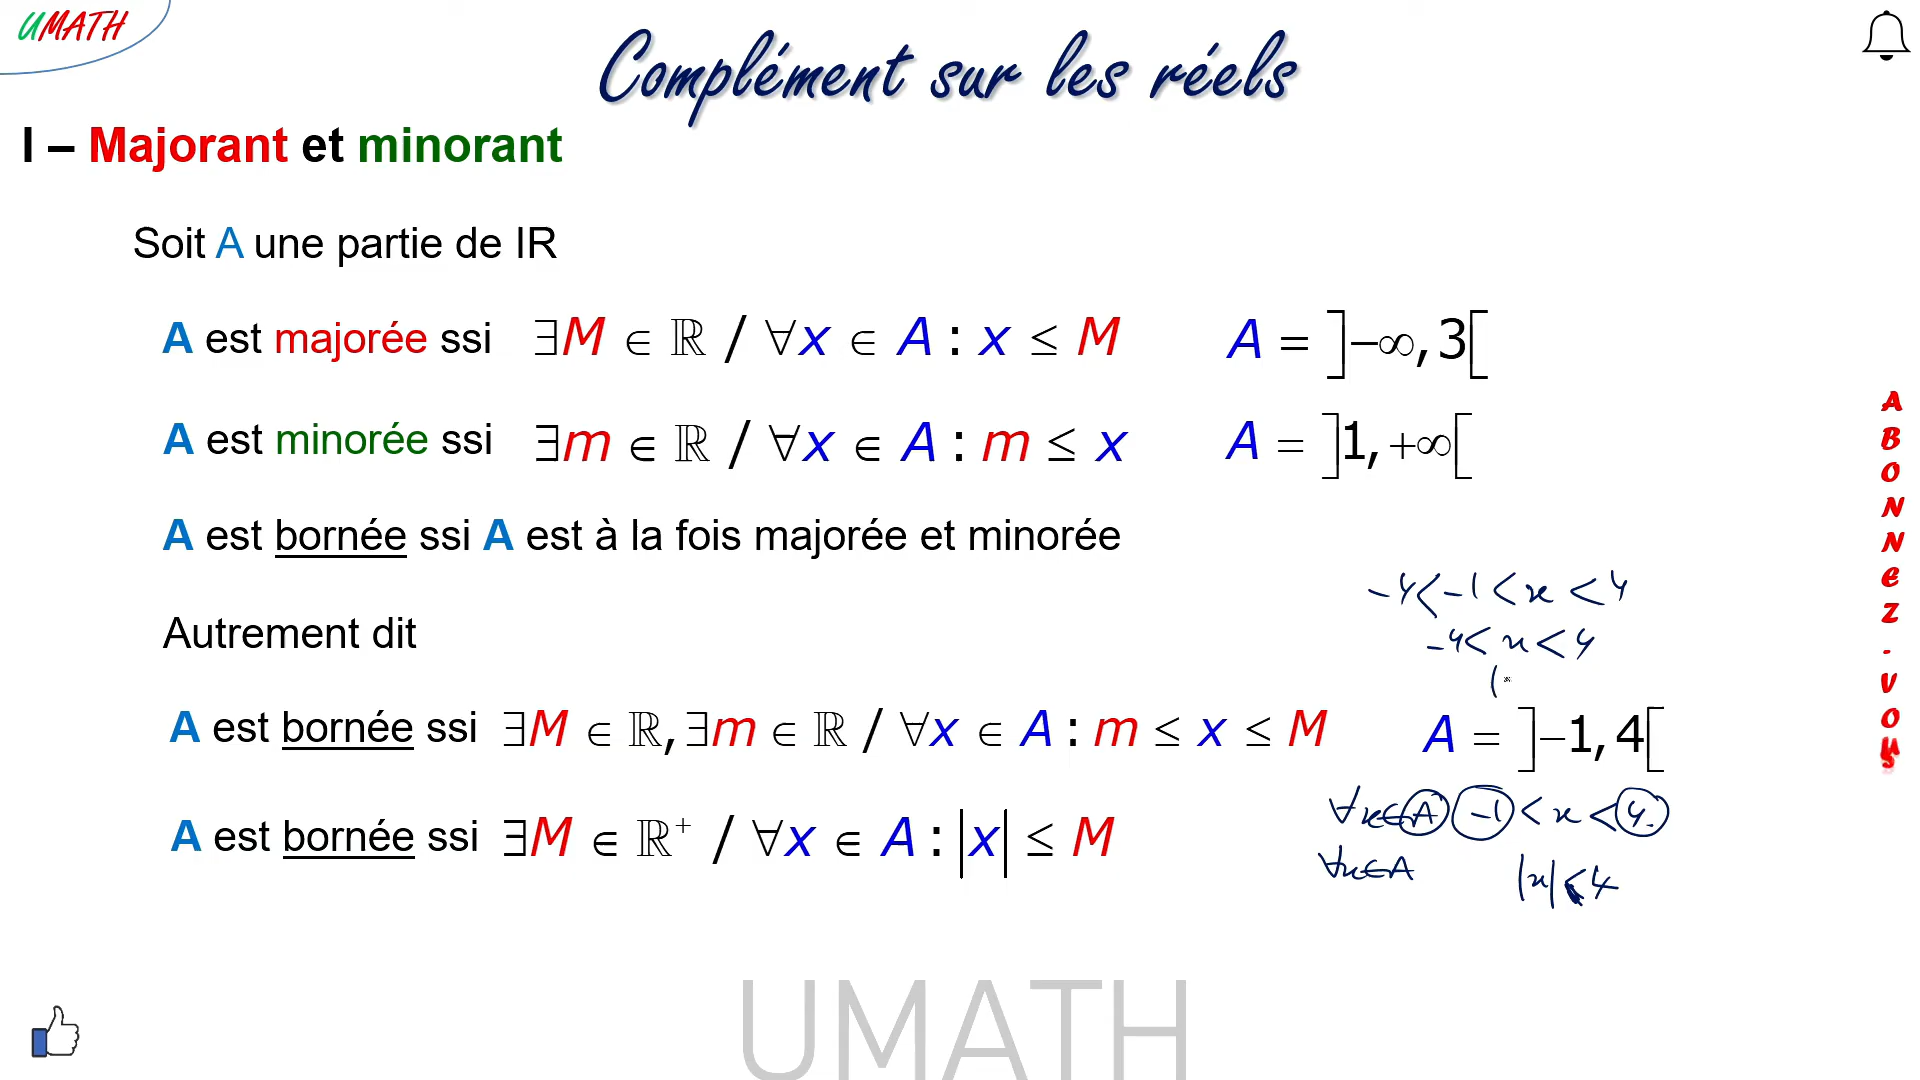 UMATH
Complément sur les réels
I – Majorant et minorant
Soit A une partie de IR
A est majorée ssi ∃M ∈ ℝ / ∀x ∈ A : x ≤ M A = ]−∞, 3[
A est minorée ssi ∃m ∈ ℝ / ∀x ∈ A : m ≤ x A = ]1, +∞[
A est bornée ssi A est à la fois majorée et minorée
-4 < -1 < x < 4
Autrement dit
-4 < x < 4
A est bornée ssi ∃M ∈ ℝ, ∃m ∈ ℝ / ∀x ∈ A : m ≤ x ≤ M A = ]−1, 4[
∀x∈A -1 < x < 4
A est bornée ssi ∃M ∈ ℝ⁺ / ∀x ∈ A : |x| ≤ M
∀x∈A |x| < 4
UMATH
ABONNEZ-VOUS